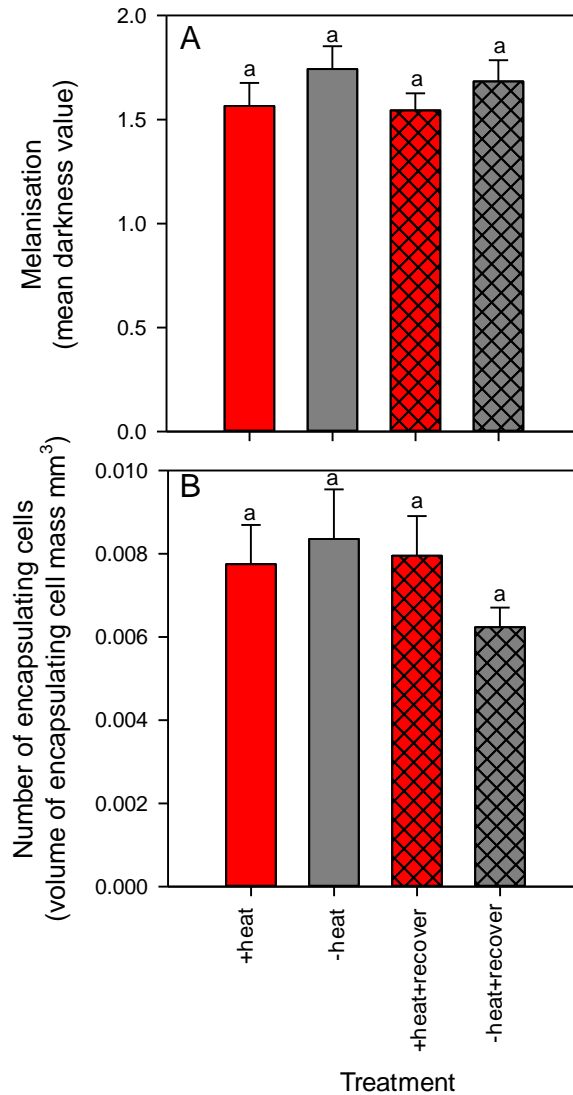 A
2.0
1.5
1.0
0.5
0.0
Melanisation
(mean darkness value)
a
a
a
a
B
0.010
0.008
0.006
0.004
0.002
0.000
Number of encapsulating cells
(volume of encapsulating cell mass mm³)
a
a
a
a
+heat
-heat
+heat+recover
-heat+recover
Treatment